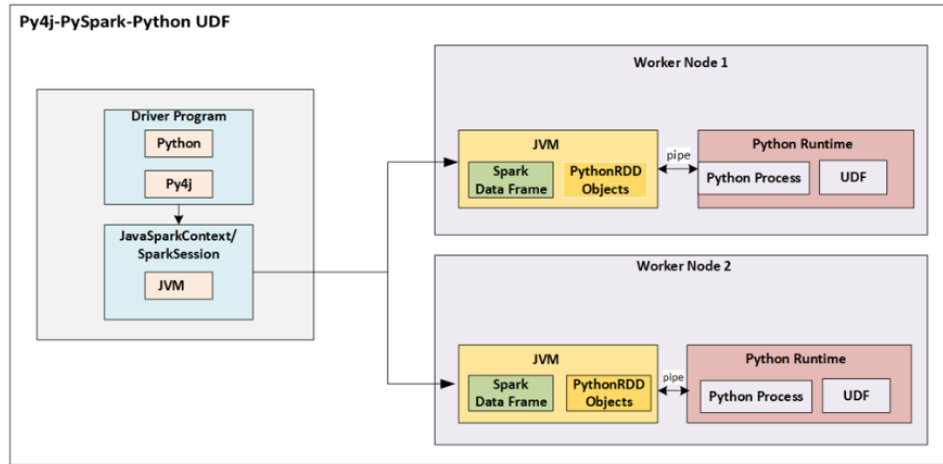 Py4j-PySpark-Python UDF
Driver Program
Python
Py4j
JavaSparkContext/
SparkSession
JVM
Worker Node 1
JVM
Spark
Data Frame
PythonRDD
Objects
pipe
Python Runtime
Python Process
UDF
Worker Node 2
JVM
Spark
Data Frame
PythonRDD
Objects
pipe
Python Runtime
Python Process
UDF